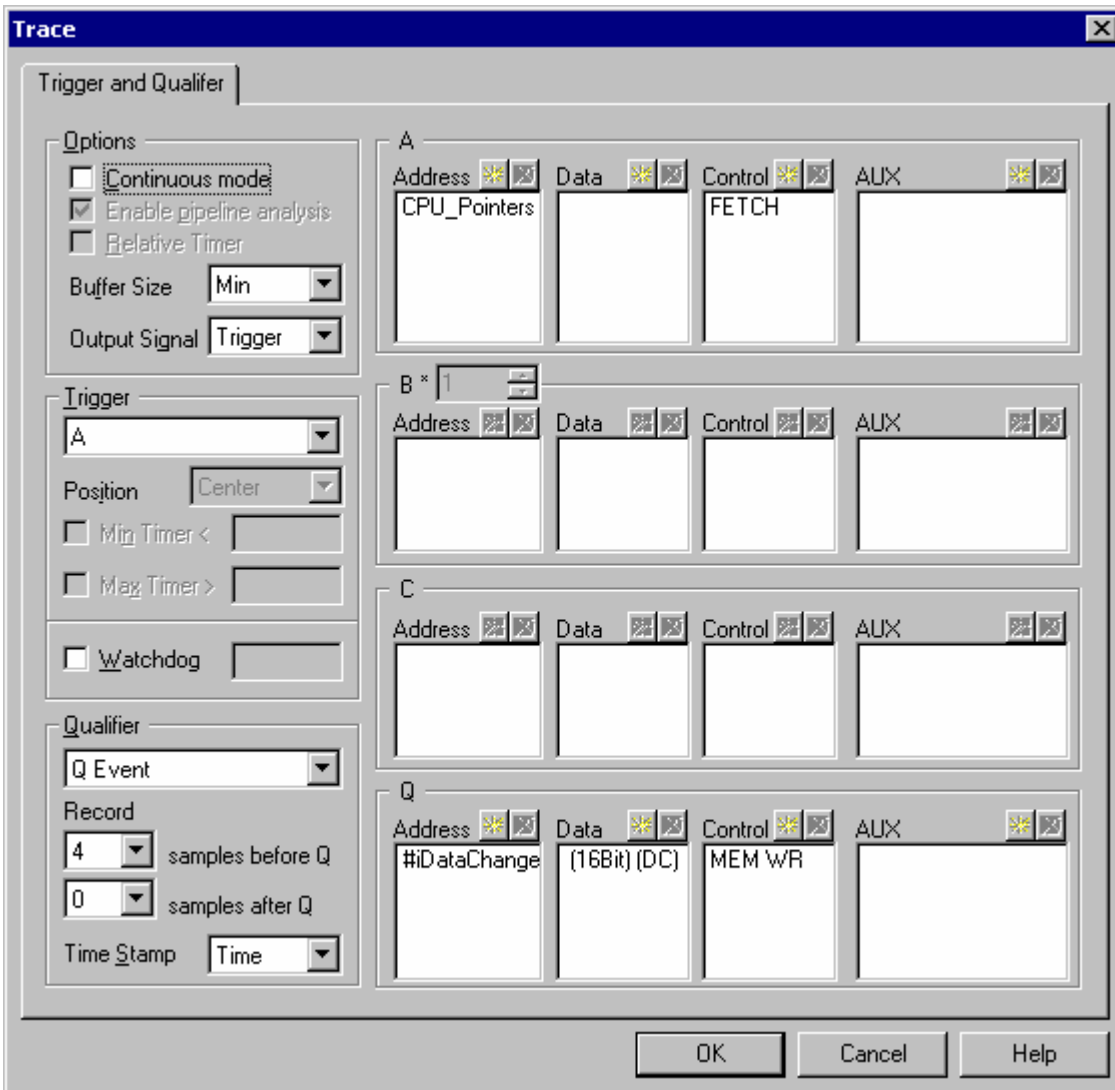 Trace
Trigger and Qualifer
Options
Continuous mode
Enable pipeline analysis
Relative Timer
Buffer Size Min
Output Signal Trigger
Trigger
A
Position Center
Min Timer <
Max Timer >
Watchdog
Qualifier
Q Event
Record
4 samples before Q
0 samples after Q
Time Stamp Time
A
Address Data Control AUX
CPU_Pointers FETCH
B * 1
Address Data Control AUX
C
Address Data Control AUX
Q
Address Data Control AUX
#iDataChange (16Bit) (DC) MEM WR
OK Cancel Help